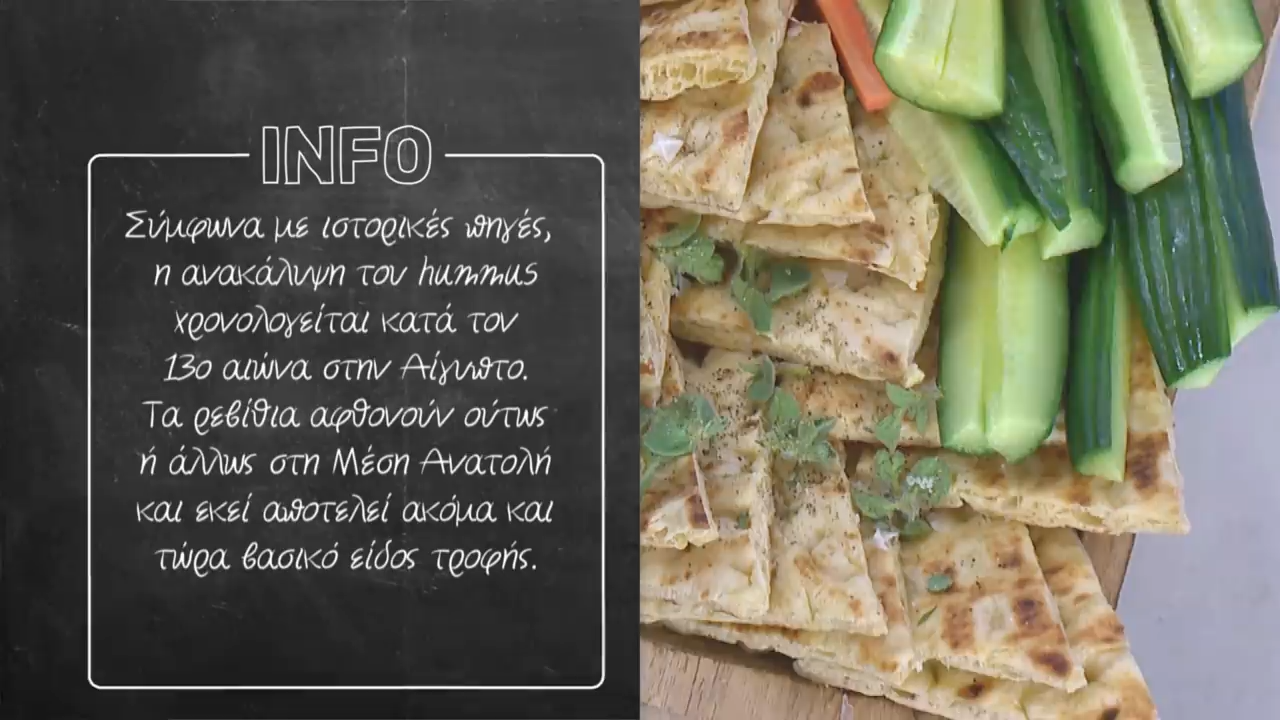 INFO
Σύμφωνα με ιστορικές πηγές,
η ανακάλυψη του hummus
χρονολογείται κατά τον
13ο αιώνα στην Αίγυπτο.
Τα ρεβίθια αφθονούν ούτως
ή άλλως στη Μέση Ανατολή
και εκεί αποτελεί ακόμα και
τώρα βασικό είδος τροφής.